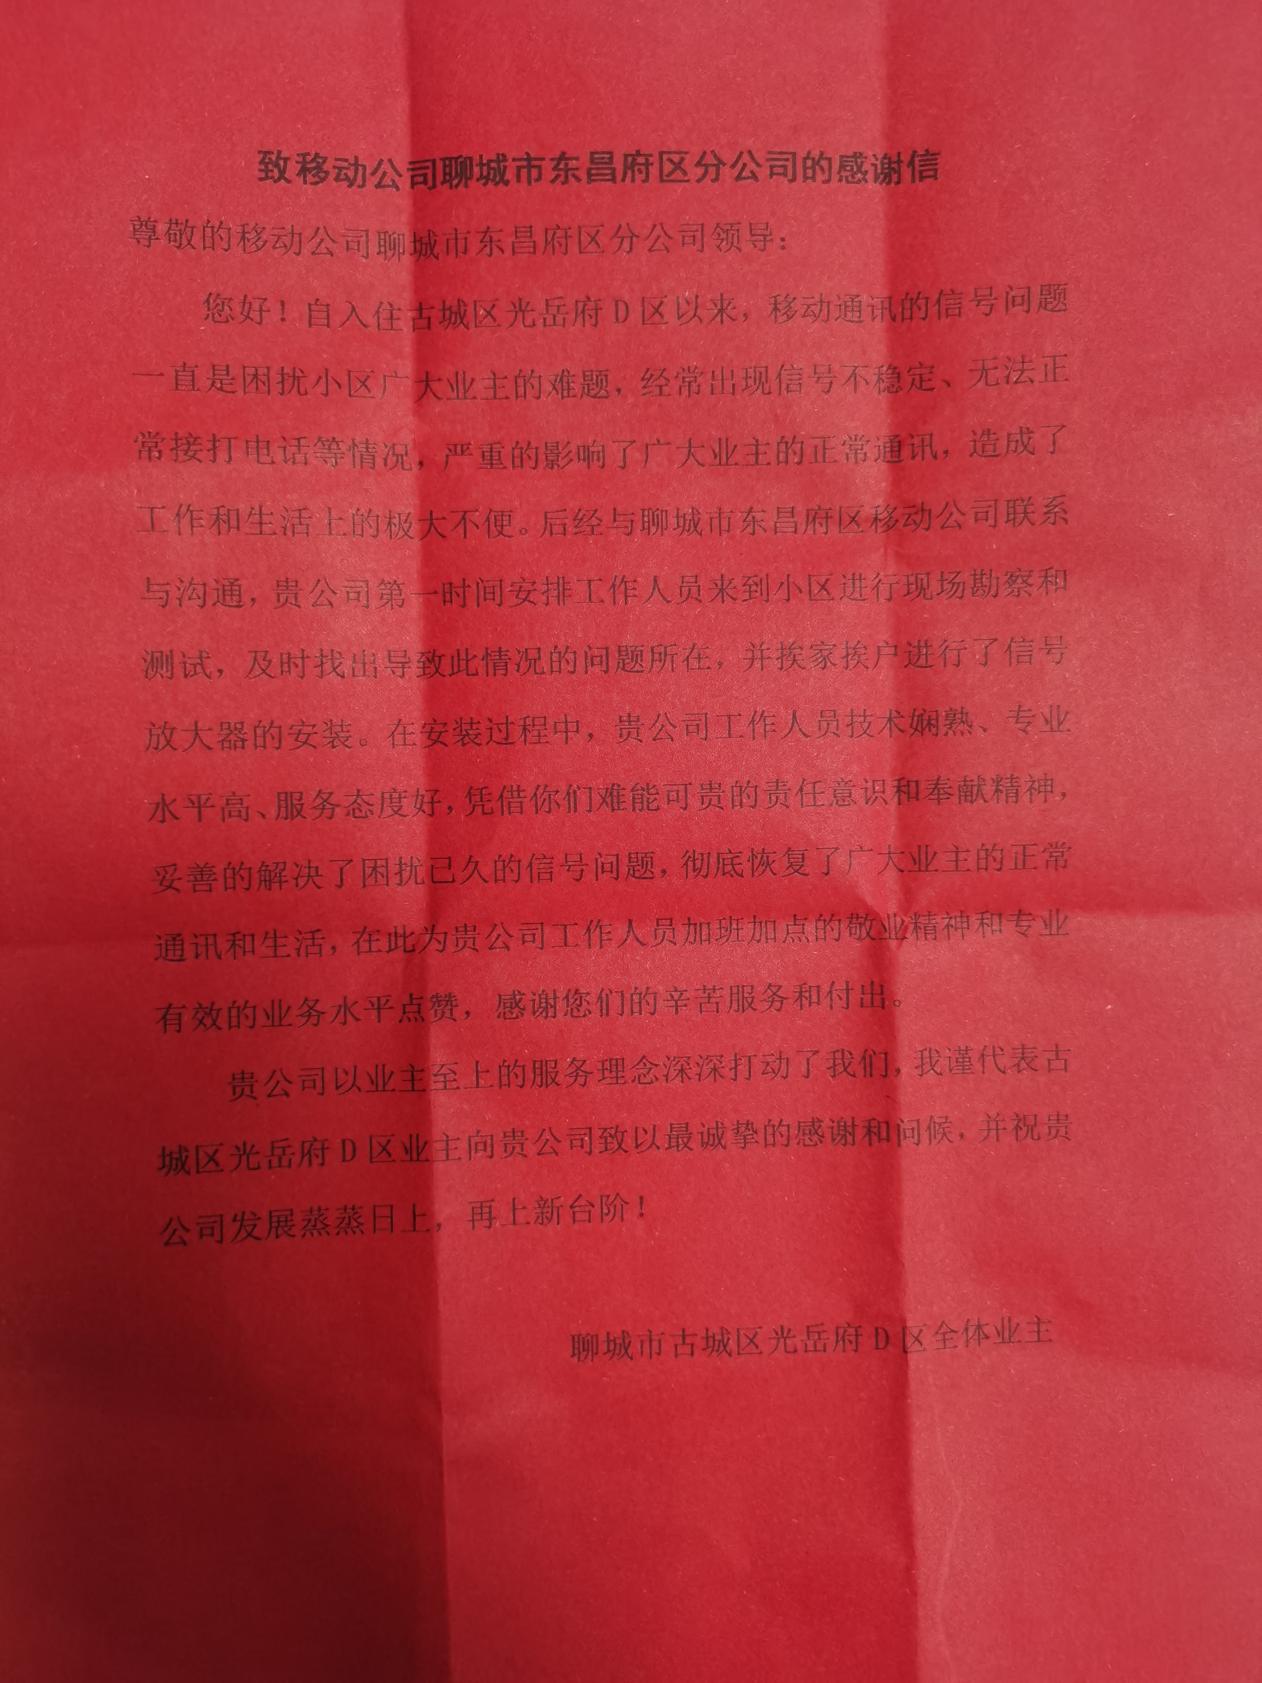 致移动公司聊城市东昌府区分公司的感谢信
尊敬的移动公司聊城市东昌府区分公司领导：
您好！自入住古城区光岳府 D 区以来，移动通讯的信号问题
一直是困扰小区广大业主的难题，经常出现信号不稳定、无法正
常接打电话等情况，严重的影响了广大业主的正常通讯，造成了
工作和生活上的极大不便。后经与聊城市东昌府区移动公司联系
与沟通，贵公司第一时间安排工作人员来到小区进行现场勘察和
测试，及时找出导致此情况的问题所在，并挨家挨户进行了信号
放大器的安装。在安装过程中，贵公司工作人员技术娴熟、专业
水平高、服务态度好，凭借你们难能可贵的责任意识和奉献精神，
妥善的解决了困扰已久的信号问题，彻底恢复了广大业主的正常
通讯和生活，在此为贵公司工作人员加班加点的敬业精神和专业
有效的业务水平点赞，感谢您们的辛苦服务和付出。
贵公司以业主至上的服务理念深深打动了我们，我谨代表古
城区光岳府 D 区业主向贵公司致以最诚挚的感谢和问候，并祝贵
公司发展蒸蒸日上，再上新台阶！
聊城市古城区光岳府 D 区全体业主